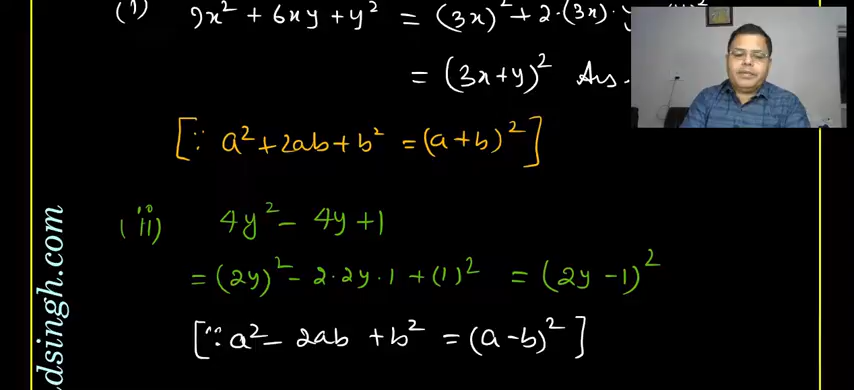 (i) 9x² + 6xy + y² = (3x)² + 2·(3x)·
= (3x+y)² Ans.
[∵ a² + 2ab + b² = (a+b)²]
(ii) 4y² - 4y + 1
= (2y)² - 2·2y·1 + (1)² = (2y - 1)²
[∵ a² - 2ab + b² = (a-b)²]
dsingh.com